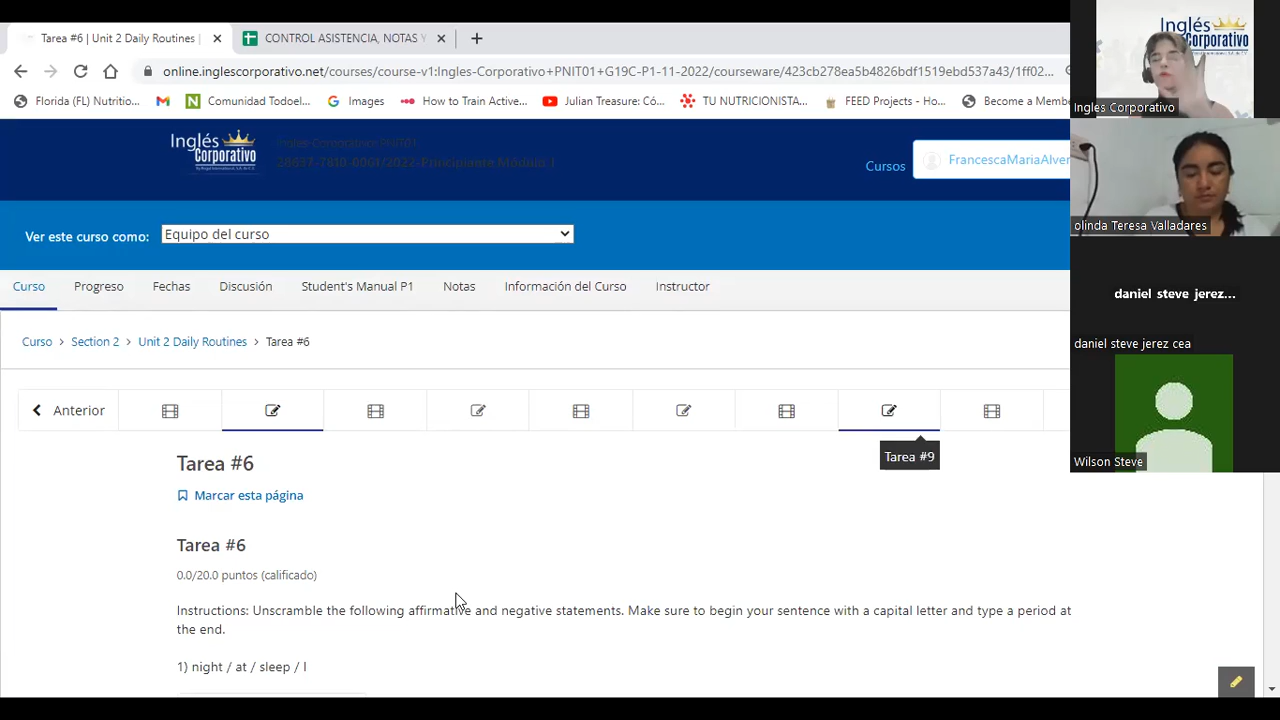 Tarea #6 | Unit 2 Daily Routines |
CONTROL ASISTENCIA, NOTAS Y
online.inglescorporativo.net/course/course-v1:Ingles-Corporativo+PNIT01+G19C-P1-11-2022/courseware/423cb278ea5b4826bdf1519ebd537a43/1ff02...
Florida (FL) Nutritio...
Comunidad Todoel...
Images
How to Train Active...
Julian Treasure: Có...
TU NUTRICIONISTA...
FEED Projects - Ho...
Become a Memb
Inglés
Corporativo
Ingles Corporativo: PNIT01
Cursos
FrancescaMariaAlver
Ver este curso como:
Equipo del curso
Curso
Progreso
Fechas
Discusión
Student's Manual P1
Notas
Información del Curso
Instructor
Curso > Section 2 > Unit 2 Daily Routines > Tarea #6
Anterior
Tarea #9
Tarea #6
Marcar esta página
Tarea #6
0.0/20.0 puntos (calificado)
Instructions: Unscramble the following affirmative and negative statements. Make sure to begin your sentence with a capital letter and type a period at
the end.
1) night / at / sleep / I
Inglés
Corporativo
Ingles Corporativo
olinda Teresa Valladares
daniel steve jerez...
daniel steve jerez cea
Wilson Steve